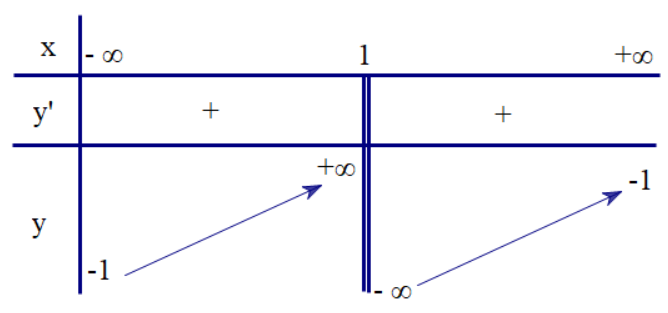 x - ∞ 1 +∞
y' + +
+∞ -1
y
-1 - ∞